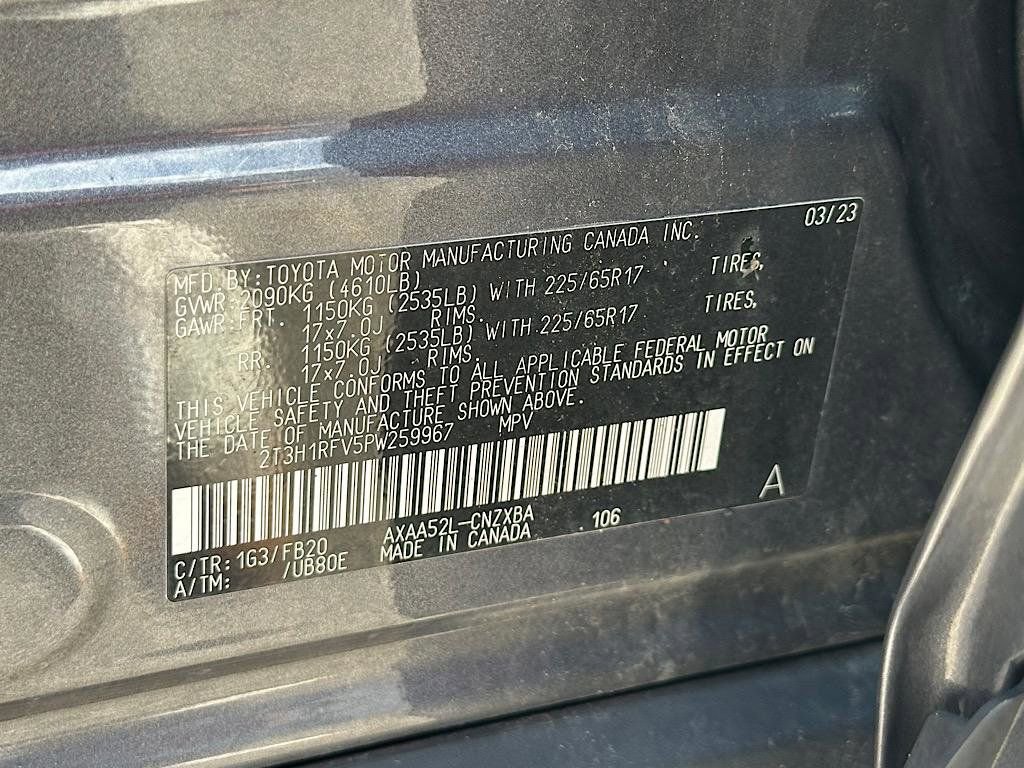 03/23
MFD.BY:TOYOTA MOTOR MANUFACTURING CANADA INC.
GVWR:2090KG (4610LB)
GAWR:FRT. 1150KG (2535LB) WITH 225/65R17 TIRES,
17x7.0J RIMS.
RR. 1150KG (2535LB) WITH 225/65R17 TIRES,
17x7.0J RIMS.
THIS VEHICLE CONFORMS TO ALL APPLICABLE FEDERAL MOTOR
VEHICLE SAFETY AND THEFT PREVENTION STANDARDS IN EFFECT ON
THE DATE OF MANUFACTURE SHOWN ABOVE.
2T3H1RFV5PW259967 MPV
A
C/TR: 1G3/FB20 AXAA52L-CNZXBA 106
A/TM: /UB80E MADE IN CANADA